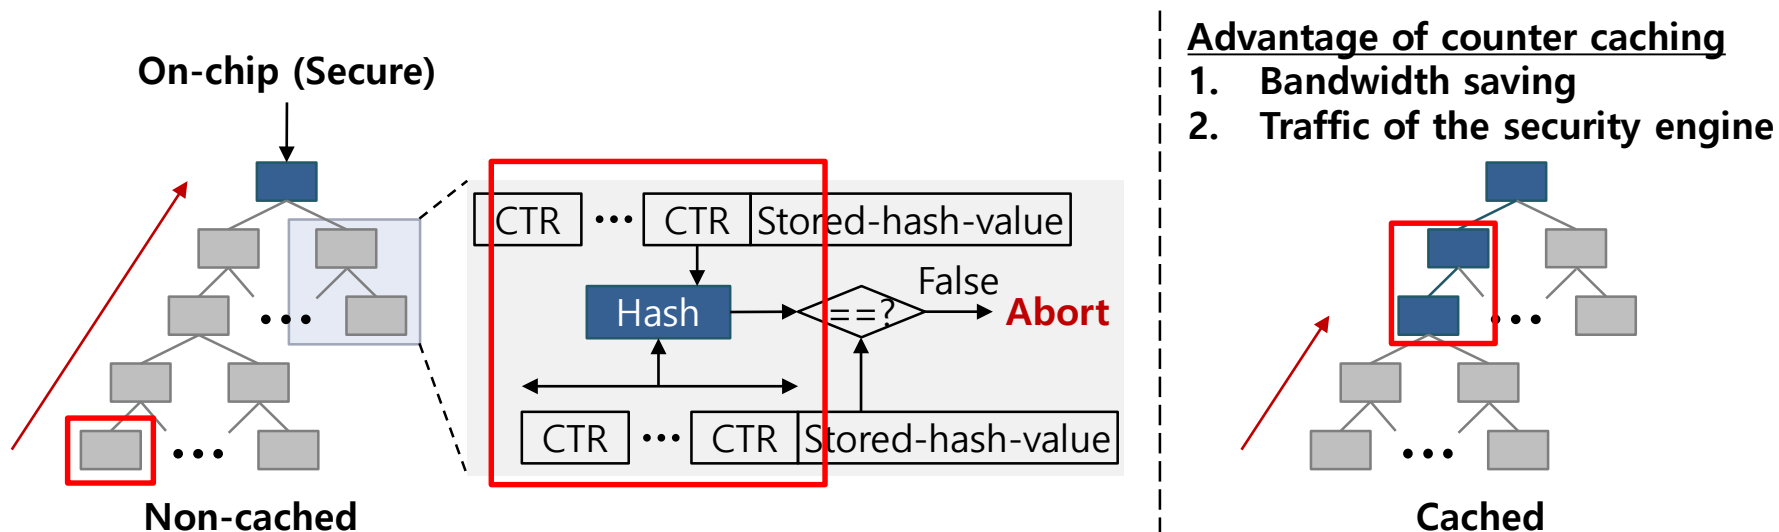 On-chip (Secure)
CTR ••• CTR Stored-hash-value
Hash
==?
False
Abort
CTR ••• CTR Stored-hash-value
•••
•••
Non-cached
Advantage of counter caching
1. Bandwidth saving
2. Traffic of the security engine
•••
•••
Cached